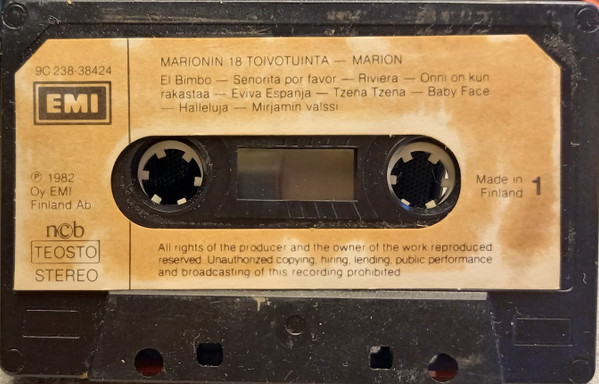 MARIONIN 18 TOIVOTUINTA — MARION
9C 238-38424
EMI
El Bimbo — Senorita por favor — Riviera — Onni on kun
rakastaa — Eviva Espanja — Tzena Tzena — Baby Face
— Halleluja — Mirjamin valssi
℗ 1982
Oy EMI
Finland Ab
Made in
Finland
1
ncb
TEOSTO
STEREO
All rights of the producer and the owner of the work reproduced
reserved. Unauthorized copying, hiring, lending, public performance
and broadcasting of this recording prohibited